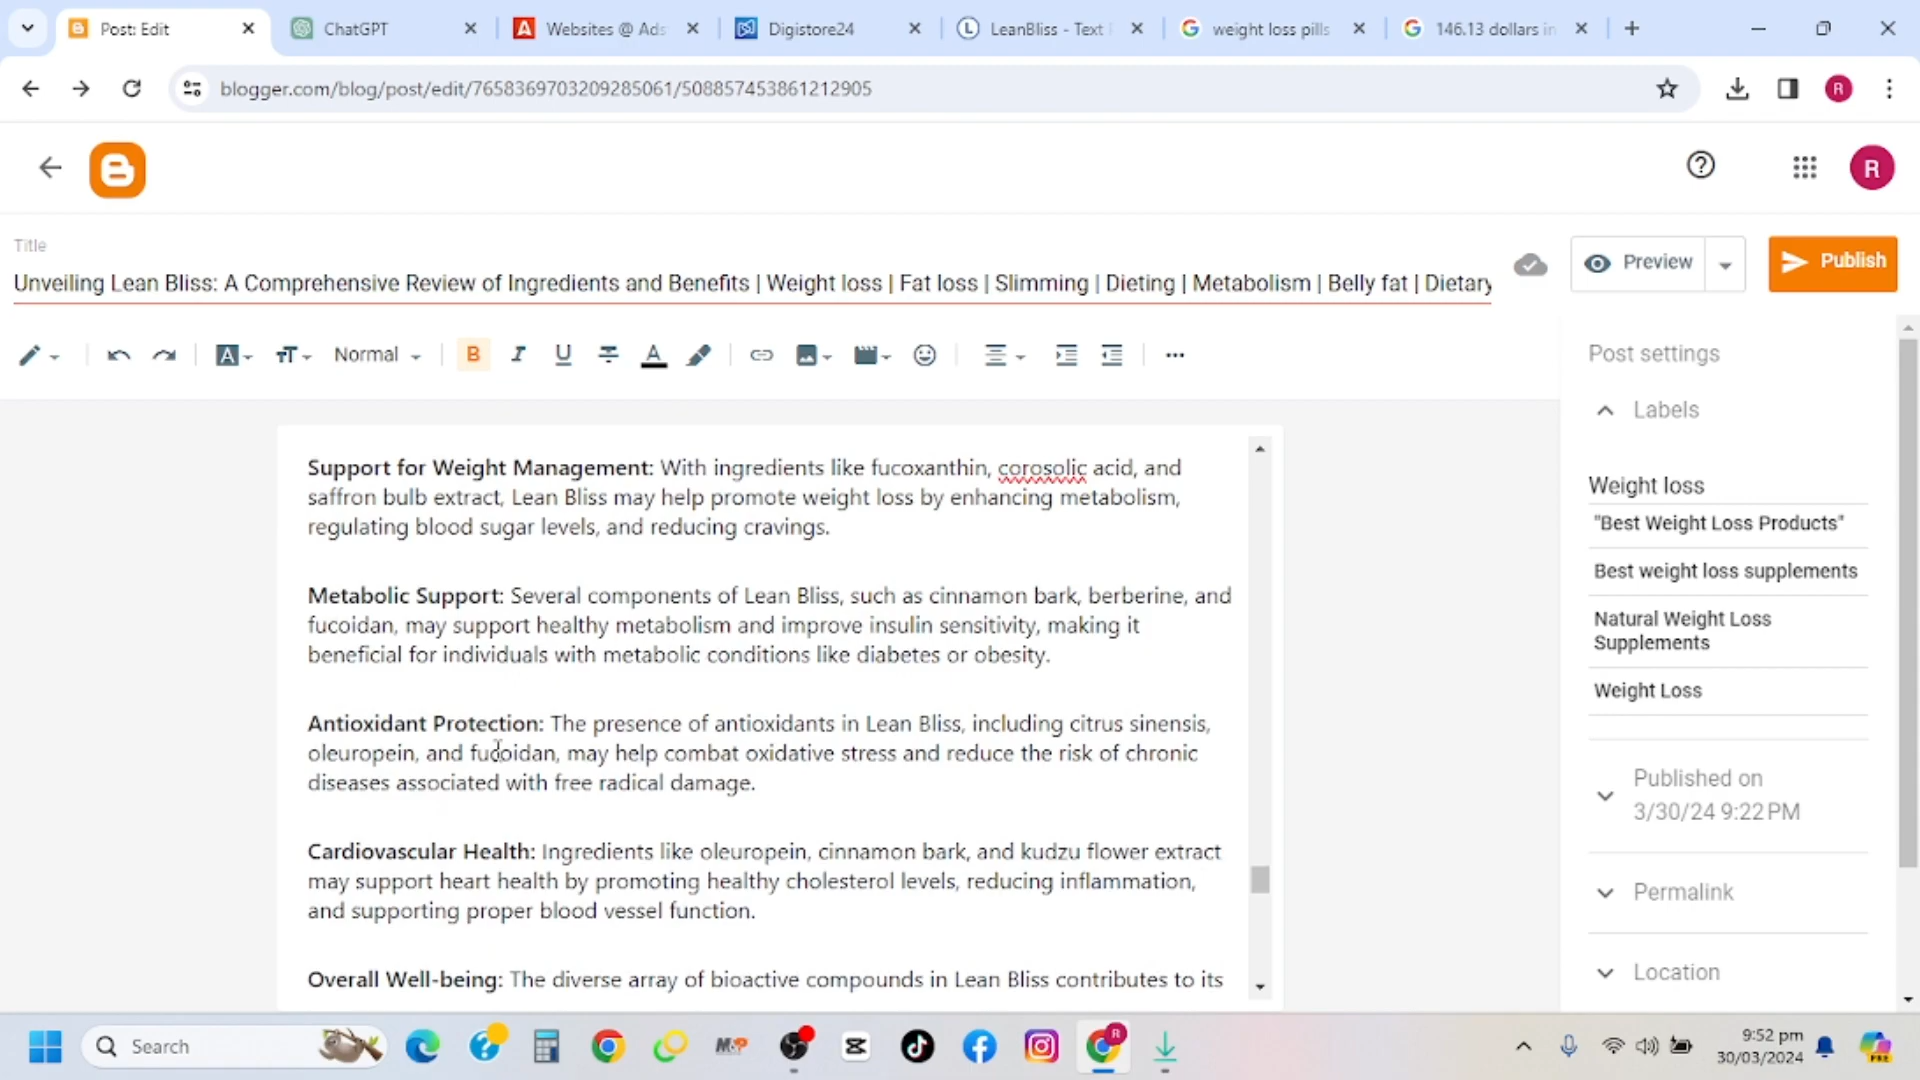 Post: Edit
ChatGPT
Websites @ Ads
Digistore24
LeanBliss - Text
weight loss pills
146.13 dollars in
blogger.com/blog/post/edit/7658369703209285061/508857453861212905
R
R
Title
Unveiling Lean Bliss: A Comprehensive Review of Ingredients and Benefits | Weight loss | Fat loss | Slimming | Dieting | Metabolism | Belly fat | Dietary
Preview
Publish
Normal
B
Post settings
Labels
Weight loss
"Best Weight Loss Products"
Best weight loss supplements
Natural Weight Loss
Supplements
Weight Loss
Published on
3/30/24 9:22 PM
Permalink
Location
Support for Weight Management: With ingredients like fucoxanthin, corosolic acid, and
saffron bulb extract, Lean Bliss may help promote weight loss by enhancing metabolism,
regulating blood sugar levels, and reducing cravings.
Metabolic Support: Several components of Lean Bliss, such as cinnamon bark, berberine, and
fucoidan, may support healthy metabolism and improve insulin sensitivity, making it
beneficial for individuals with metabolic conditions like diabetes or obesity.
Antioxidant Protection: The presence of antioxidants in Lean Bliss, including citrus sinensis,
oleuropein, and fucoidan, may help combat oxidative stress and reduce the risk of chronic
diseases associated with free radical damage.
Cardiovascular Health: Ingredients like oleuropein, cinnamon bark, and kudzu flower extract
may support heart health by promoting healthy cholesterol levels, reducing inflammation,
and supporting proper blood vessel function.
Overall Well-being: The diverse array of bioactive compounds in Lean Bliss contributes to its
Search
9:52 pm
30/03/2024